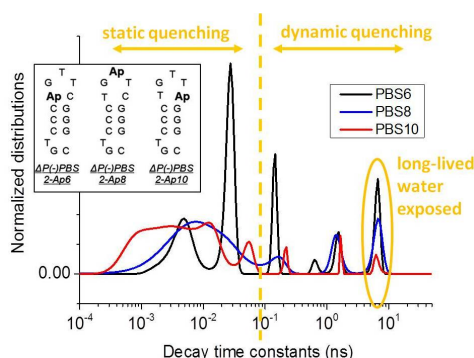 static quenching dynamic quenching
PBS6
PBS8
PBS10
long-lived
water
exposed
T T Ap T T
G T G T G T
Ap C T C T Ap
C G C G C G
C G C G C G
C G C G C G
T G C T G C T G C
ΔP(-)PBS ΔP(-)PBS ΔP(-)PBS
2-Ap6 2-Ap8 2-Ap10
Normalized distributions
0.00
10⁻⁴ 10⁻³ 10⁻² 10⁻¹ 10⁰ 10¹
Decay time constants (ns)